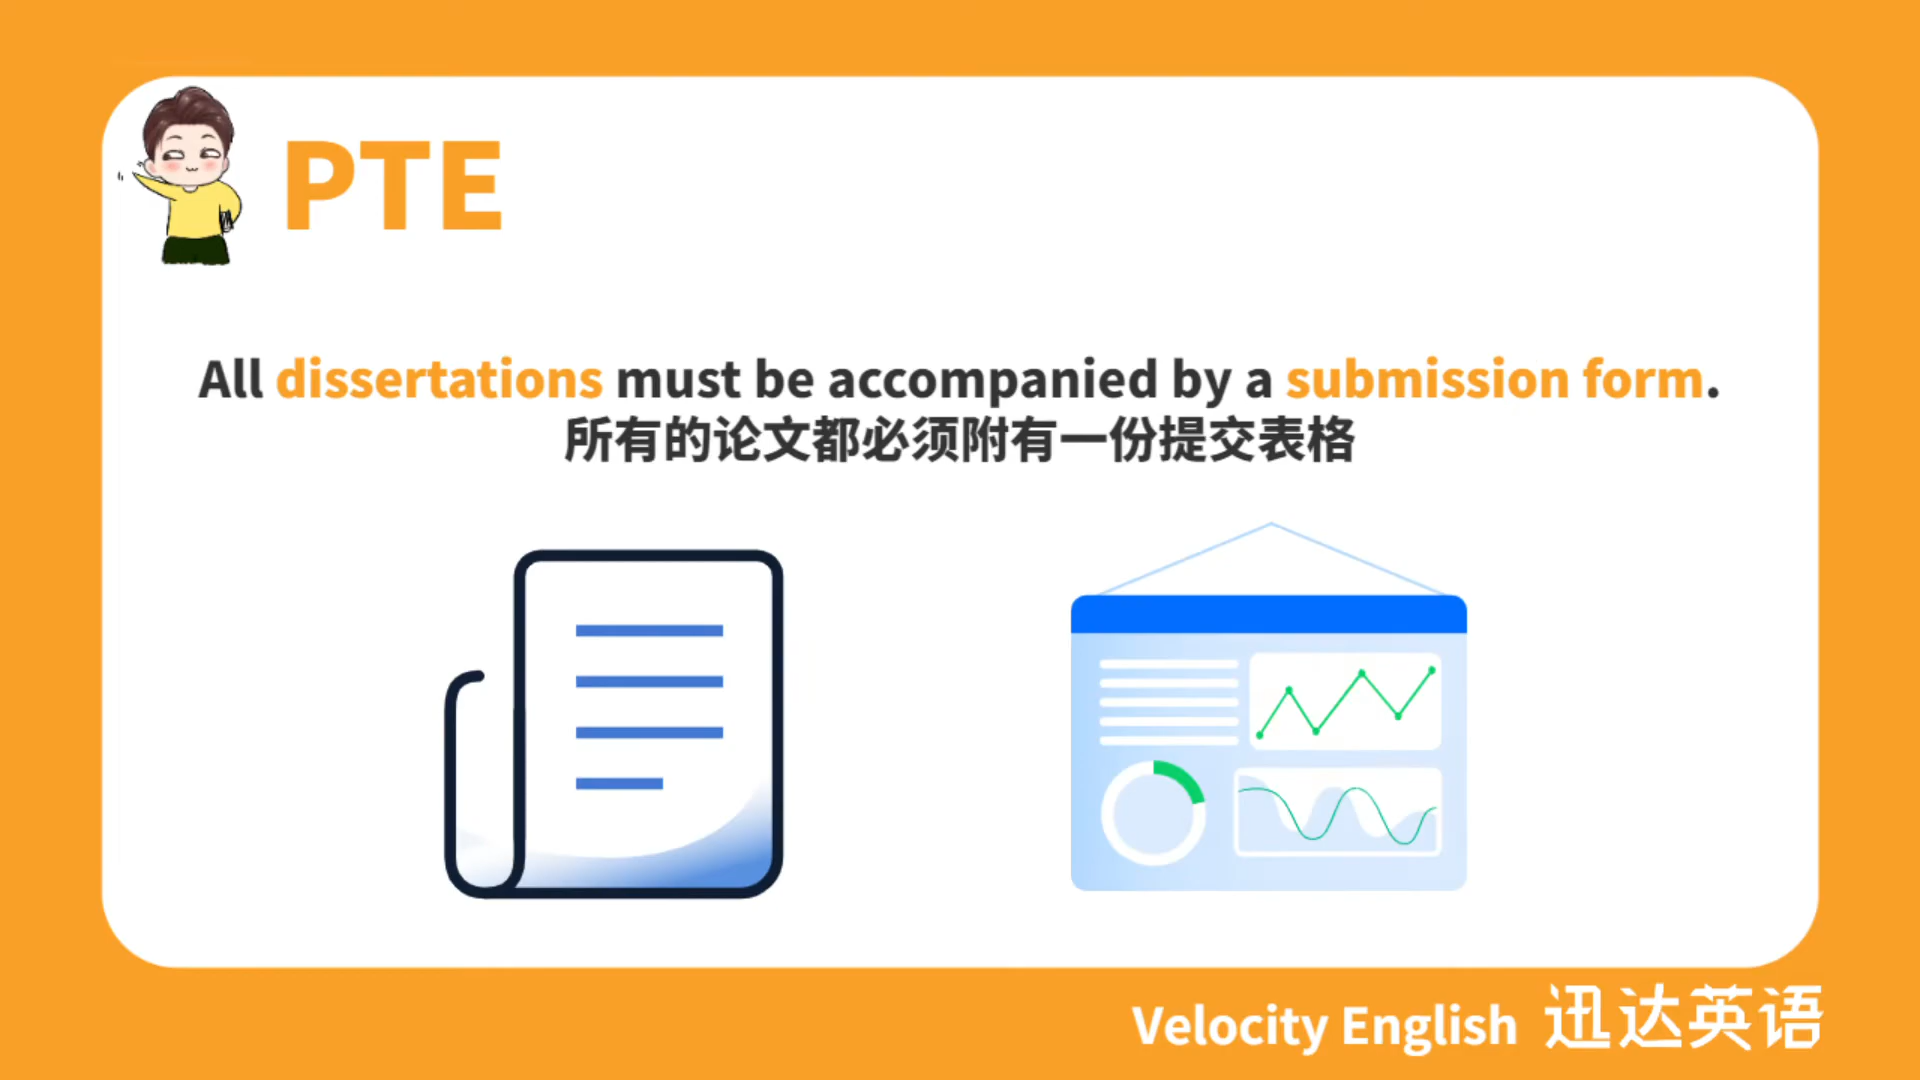 PTE
All dissertations must be accompanied by a submission form.
所有的论文都必须附有一份提交表格
Velocity English 迅达英语